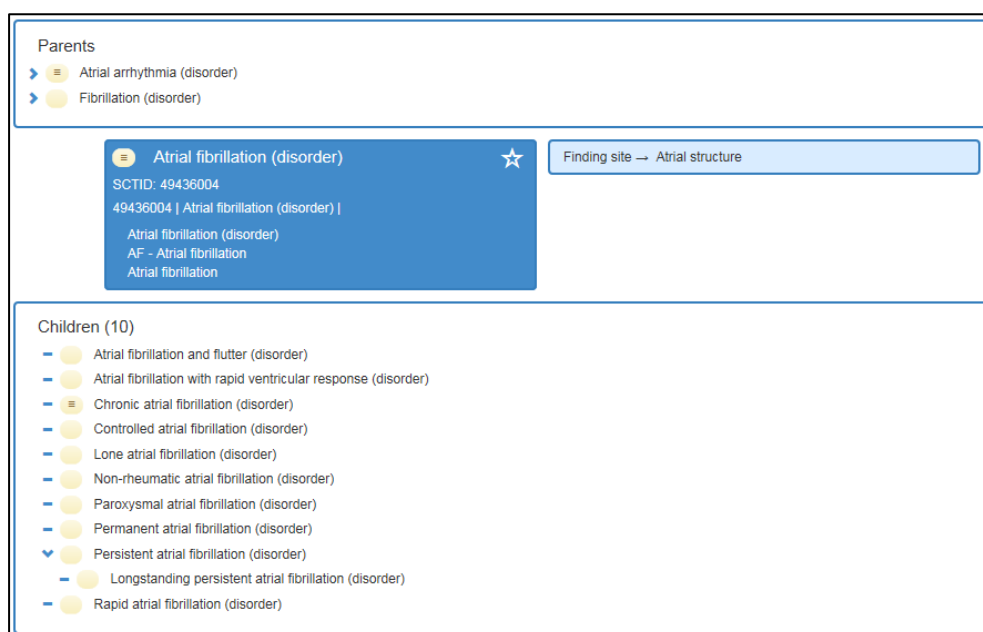 Parents
Atrial arrhythmia (disorder)
Fibrillation (disorder)
Atrial fibrillation (disorder)
SCTID: 49436004
49436004 | Atrial fibrillation (disorder) |
Atrial fibrillation (disorder)
AF - Atrial fibrillation
Atrial fibrillation
Finding site → Atrial structure
Children (10)
Atrial fibrillation and flutter (disorder)
Atrial fibrillation with rapid ventricular response (disorder)
Chronic atrial fibrillation (disorder)
Controlled atrial fibrillation (disorder)
Lone atrial fibrillation (disorder)
Non-rheumatic atrial fibrillation (disorder)
Paroxysmal atrial fibrillation (disorder)
Permanent atrial fibrillation (disorder)
Persistent atrial fibrillation (disorder)
Longstanding persistent atrial fibrillation (disorder)
Rapid atrial fibrillation (disorder)